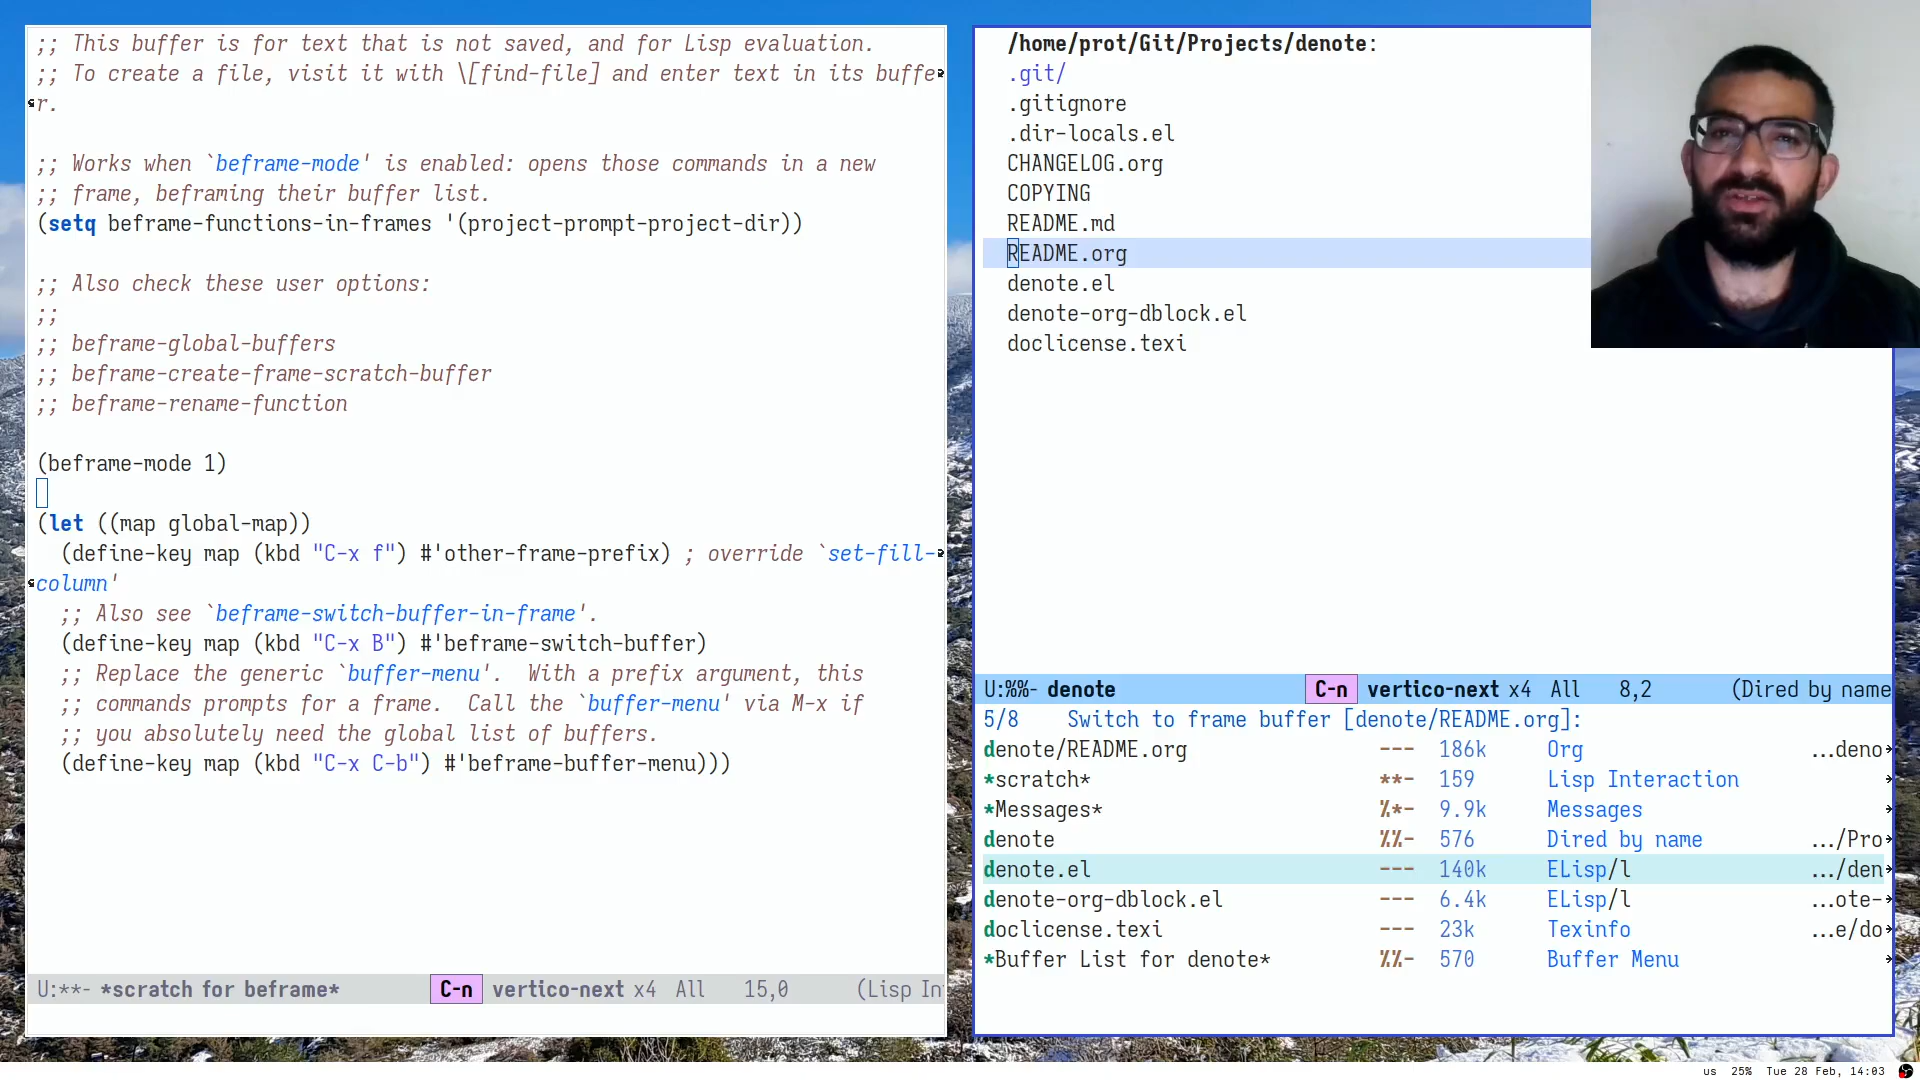 ;; This buffer is for text that is not saved, and for Lisp evaluation.
;; To create a file, visit it with \[find-file] and enter text in its buffe
r.
;; Works when `beframe-mode' is enabled: opens those commands in a new
;; frame, beframing their buffer list.
(setq beframe-functions-in-frames '(project-prompt-project-dir))
;; Also check these user options:
;;
;; beframe-global-buffers
;; beframe-create-frame-scratch-buffer
;; beframe-rename-function
(beframe-mode 1)
(let ((map global-map))
(define-key map (kbd "C-x f") #'other-frame-prefix) ; override `set-fill-
column'
;; Also see `beframe-switch-buffer-in-frame'.
(define-key map (kbd "C-x B") #'beframe-switch-buffer)
;; Replace the generic `buffer-menu'.  With a prefix argument, this
;; commands prompts for a frame.  Call the `buffer-menu' via M-x if
;; you absolutely need the global list of buffers.
(define-key map (kbd "C-x C-b") #'beframe-buffer-menu)))
U:**- *scratch for beframe* C-n vertico-next x4 All 15,0 (Lisp In
/home/prot/Git/Projects/denote:
.git/
.gitignore
.dir-locals.el
CHANGELOG.org
COPYING
README.md
README.org
denote.el
denote-org-dblock.el
doclicense.texi
U:%%- denote C-n vertico-next x4 All 8,2 (Dired by name
5/8 Switch to frame buffer [denote/README.org]:
denote/README.org --- 186k Org ...deno
*scratch* **- 159 Lisp Interaction
*Messages* %*- 9.9k Messages
denote %%- 576 Dired by name .../Pro
denote.el --- 140k ELisp/l .../den
denote-org-dblock.el --- 6.4k ELisp/l ...ote-
doclicense.texi --- 23k Texinfo ...e/do
*Buffer List for denote* %%- 570 Buffer Menu
us 25% Tue 28 Feb, 14:03